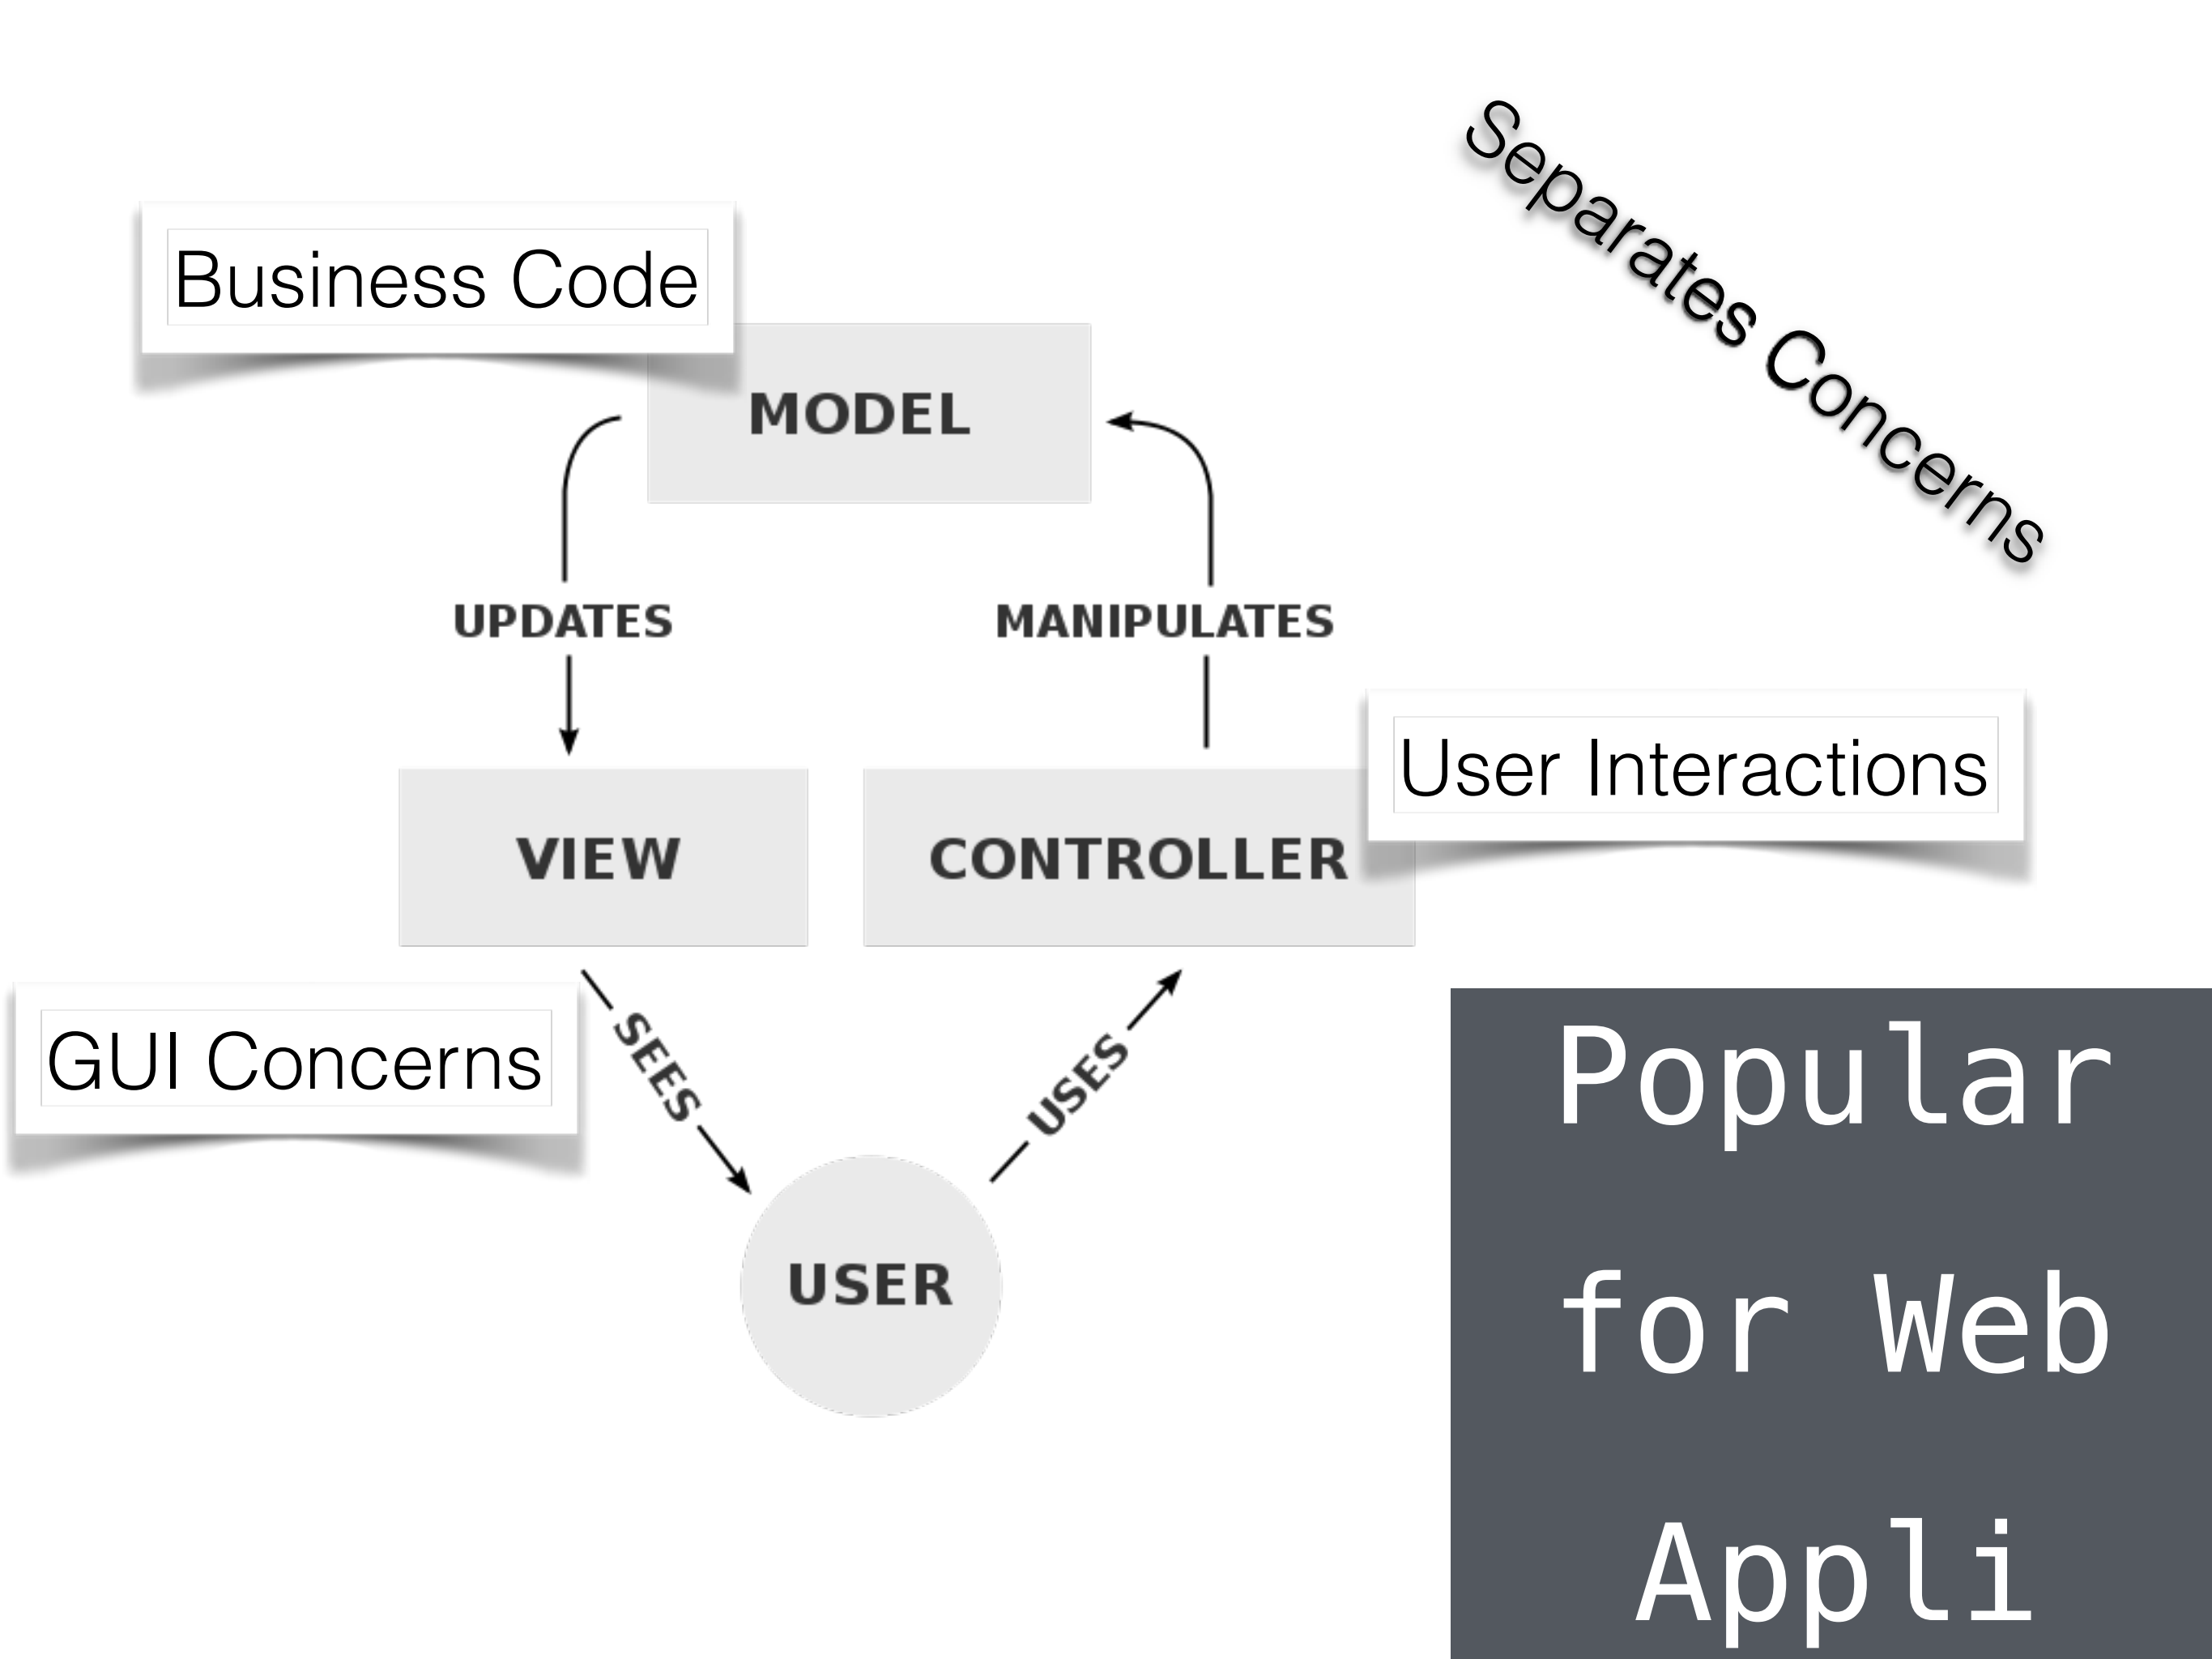 Separates Concerns
Business Code
MODEL
UPDATES
MANIPULATES
User Interactions
VIEW
CONTROLLER
GUI Concerns
SEES
USES
USER
Popular
for Web
Appli